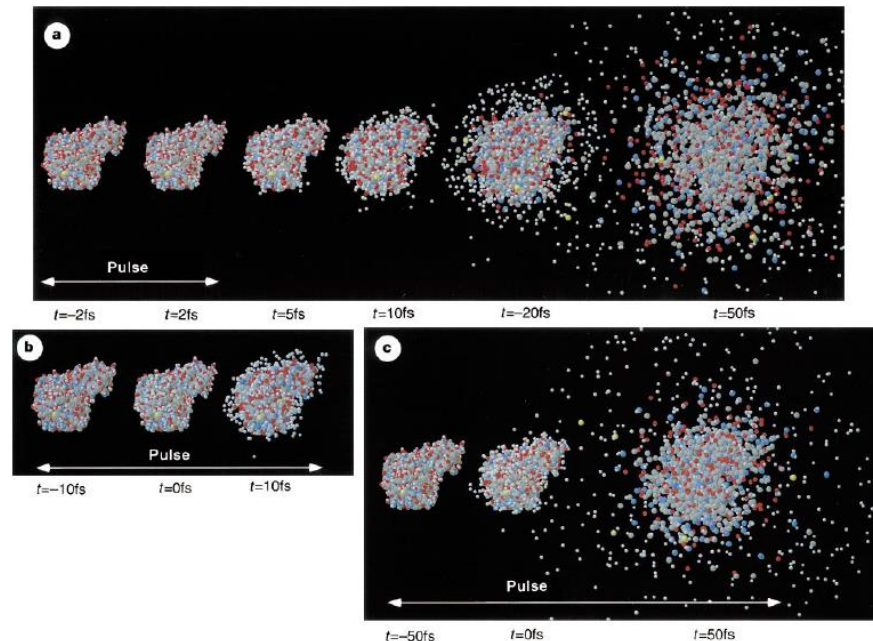 a
Pulse
t=–2fs t=2fs t=5fs t=10fs t=–20fs t=50fs
b
Pulse
t=–10fs t=0fs t=10fs
c
Pulse
t=–50fs t=0fs t=50fs